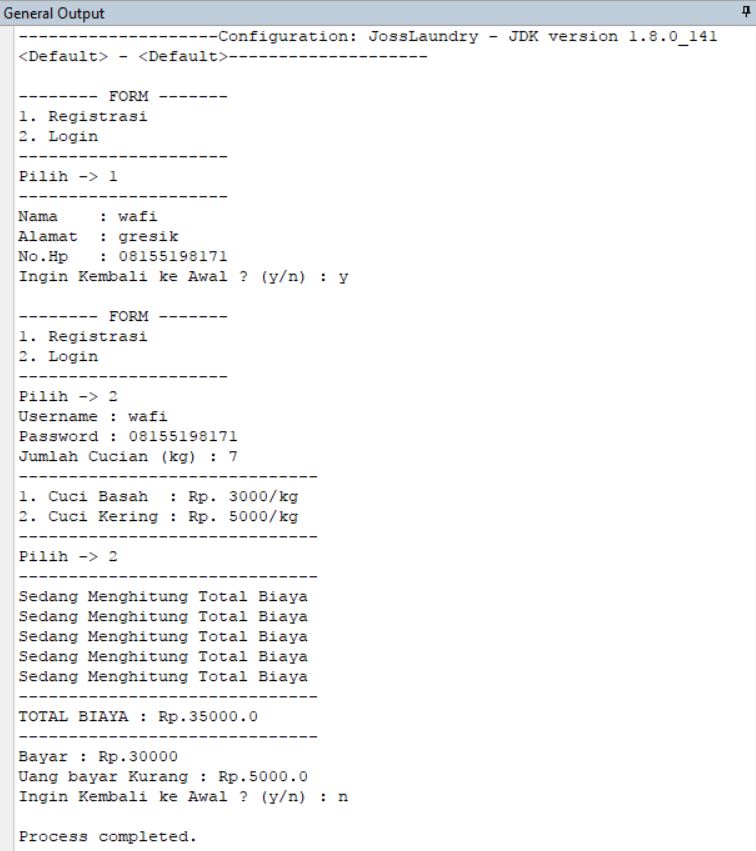 General Output
--------------------Configuration: JossLaundry - JDK version 1.8.0_141
<Default> - <Default>--------------------
-------- FORM -------
1. Registrasi
2. Login
---------------------
Pilih -> 1
---------------------
Nama    : wafi
Alamat  : gresik
No.Hp   : 08155198171
Ingin Kembali ke Awal ? (y/n) : y
-------- FORM -------
1. Registrasi
2. Login
---------------------
Pilih -> 2
Username : wafi
Password : 08155198171
Jumlah Cucian (kg) : 7
------------------------------
1. Cuci Basah  : Rp. 3000/kg
2. Cuci Kering : Rp. 5000/kg
------------------------------
Pilih -> 2
------------------------------
Sedang Menghitung Total Biaya
Sedang Menghitung Total Biaya
Sedang Menghitung Total Biaya
Sedang Menghitung Total Biaya
Sedang Menghitung Total Biaya
------------------------------
TOTAL BIAYA : Rp.35000.0
------------------------------
Bayar : Rp.30000
Uang bayar Kurang : Rp.5000.0
Ingin Kembali ke Awal ? (y/n) : n
Process completed.